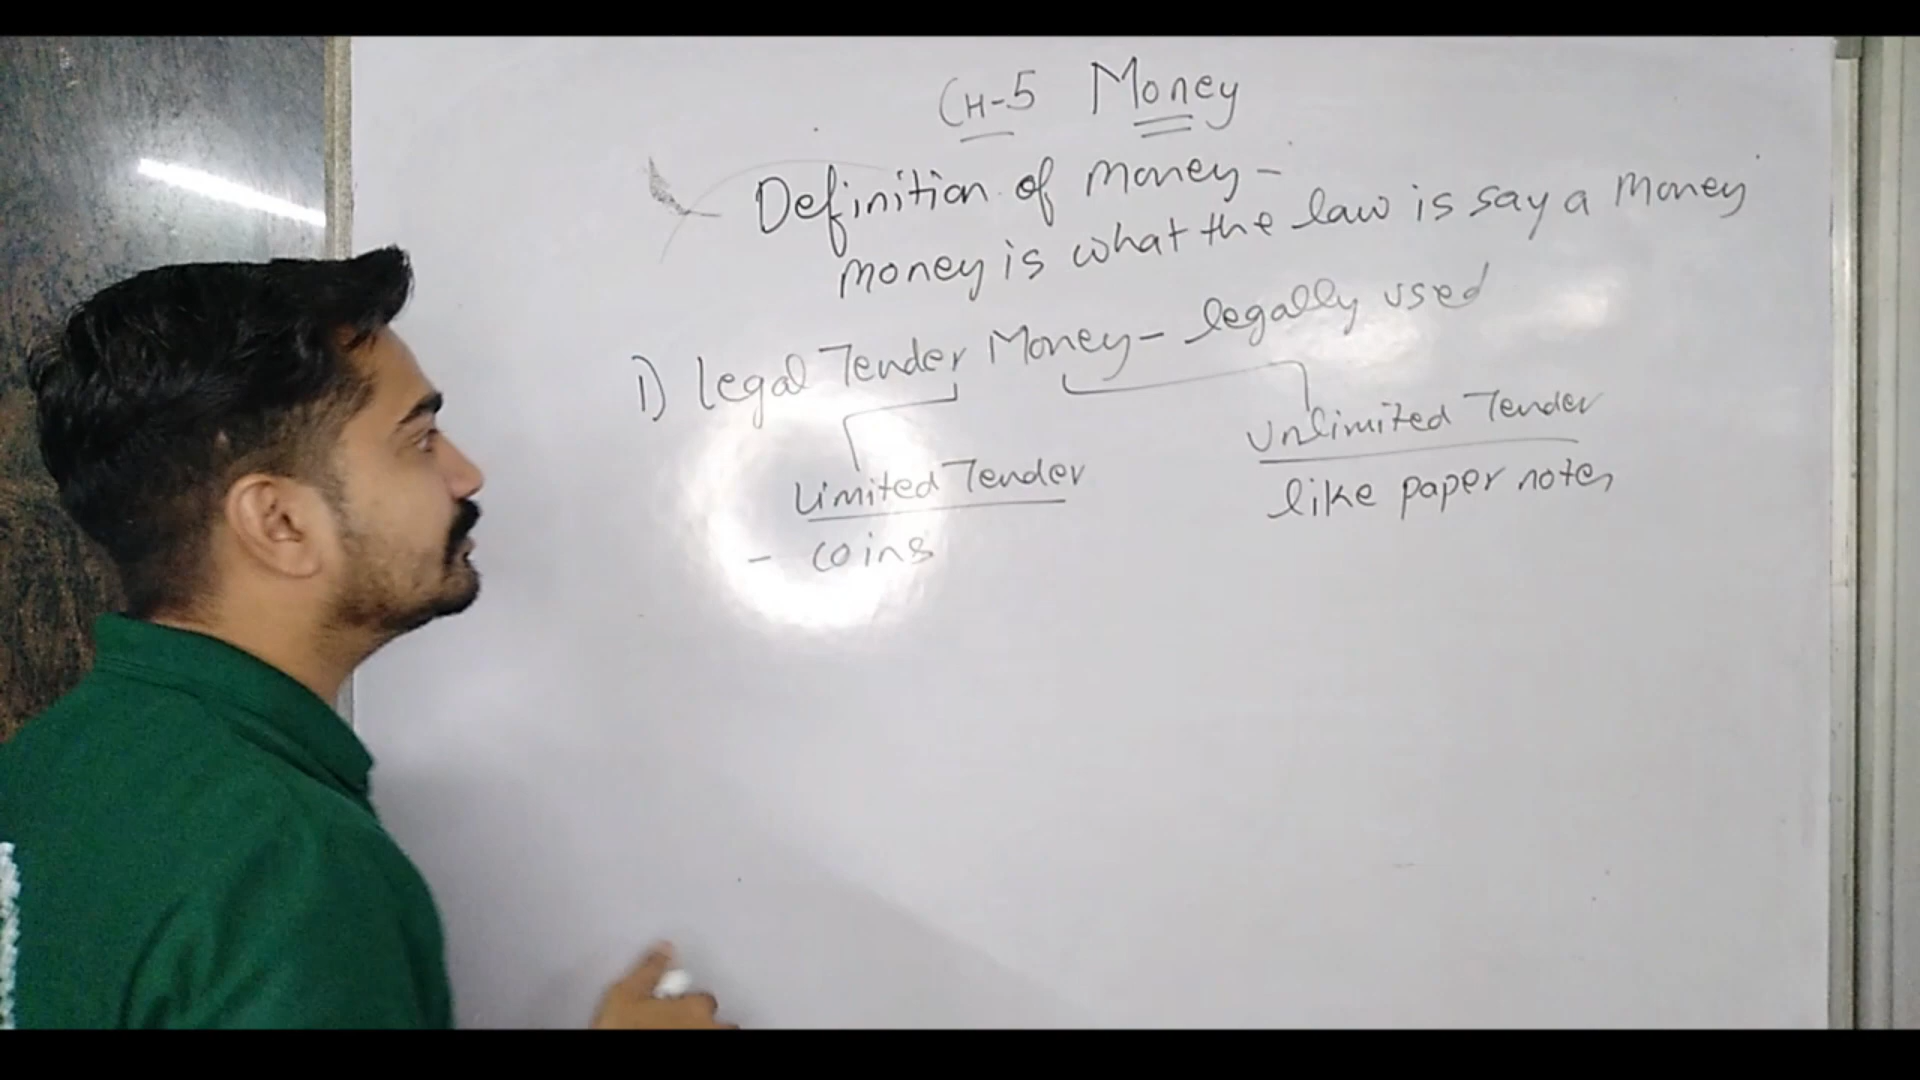 CH-5 Money
Definition of money -
money is what the law is say a money
1) Legal Tender Money - legally used
Limited Tender
Unlimited Tender
- coins
like paper notes